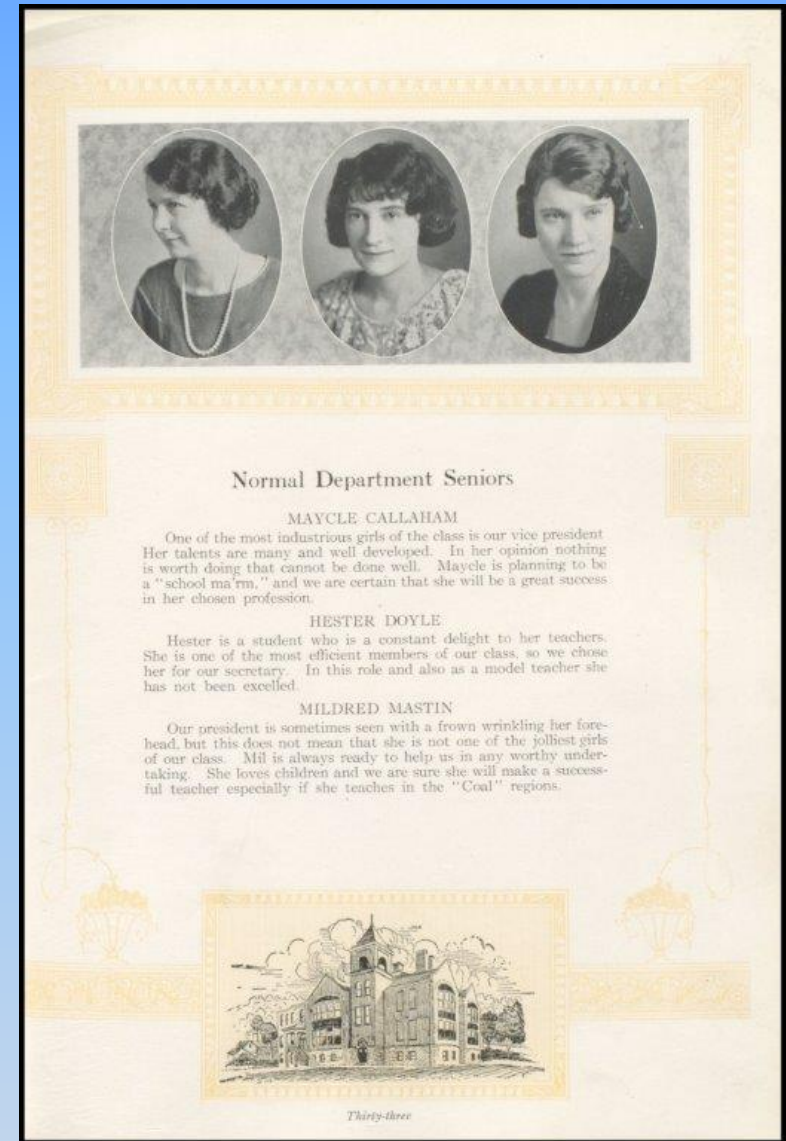 Normal Department Seniors
MAYCLE CALLAHAM
One of the most industrious girls of the class is our vice president
Her talents are many and well developed. In her opinion nothing
is worth doing that cannot be done well. Maycle is planning to be
a "school ma'rm," and we are certain that she will be a great success
in her chosen profession.
HESTER DOYLE
Hester is a student who is a constant delight to her teachers.
She is one of the most efficient members of our class, so we chose
her for our secretary. In this role and also as a model teacher she
has not been excelled.
MILDRED MASTIN
Our president is sometimes seen with a frown wrinkling her fore-
head, but this does not mean that she is not one of the jolliest girls
of our class. Mil is always ready to help us in any worthy under-
taking. She loves children and we are sure she will make a success-
ful teacher especially if she teaches in the "Coal" regions.
Thirty-three